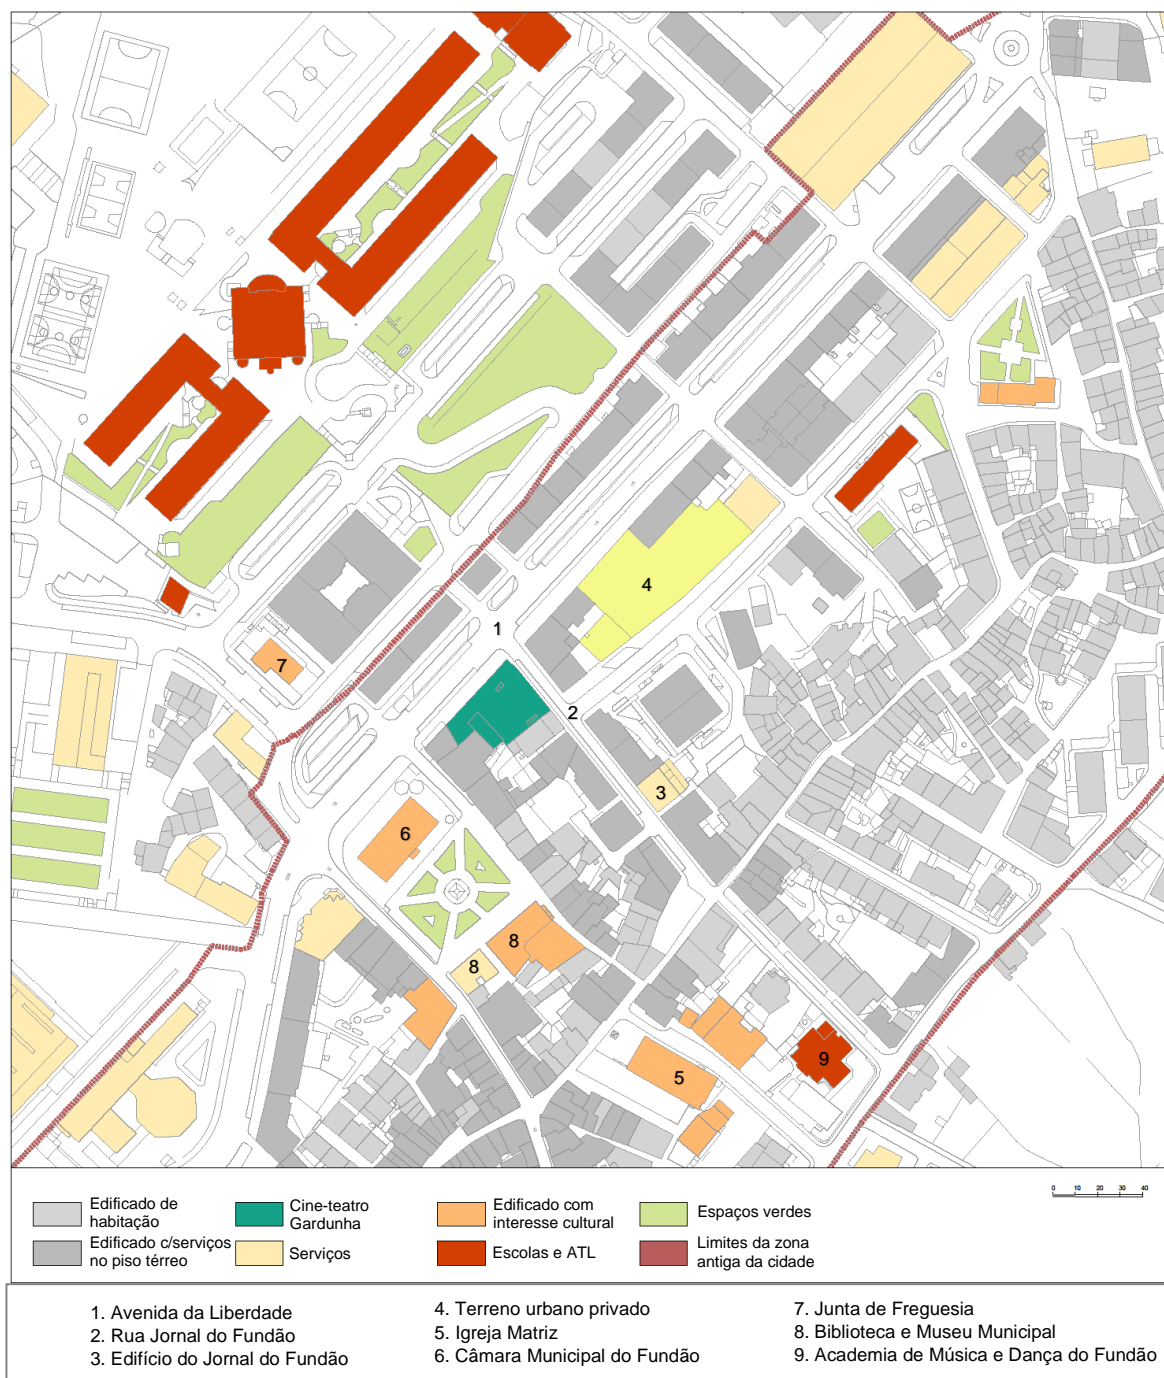 1
2
3
4
5
6
7
8
8
9
0 10 20 30 40
Edificado de
habitação
Edificado c/serviços
no piso térreo
Cine-teatro
Gardunha
Serviços
Edificado com
interesse cultural
Escolas e ATL
Espaços verdes
Limites da zona
antiga da cidade
1. Avenida da Liberdade
2. Rua Jornal do Fundão
3. Edifício do Jornal do Fundão
4. Terreno urbano privado
5. Igreja Matriz
6. Câmara Municipal do Fundão
7. Junta de Freguesia
8. Biblioteca e Museu Municipal
9. Academia de Música e Dança do Fundão